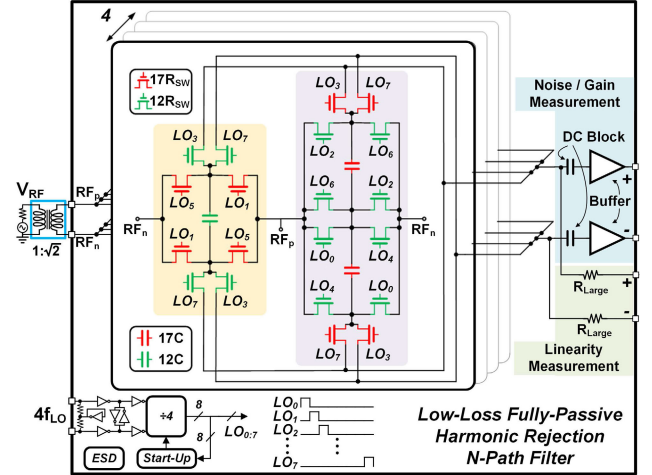 4
17R_SW
12R_SW
LO3 LO7
LO3 LO7
LO2 LO6
LO5 LO1
LO6 LO2
RFn RFp RFn
LO1 LO5
LO0 LO4
LO7 LO3
LO4 LO0
LO7 LO3
17C
12C
V_RF
RFp
RFn
1:√2
Noise / Gain
Measurement
DC Block
+
Buffer
-
+
R_Large
-
R_Large
Linearity
Measurement
4f_LO
÷4
8
8
LO0:7
ESD
Start-Up
LO0
LO1
LO2
LO7
Low-Loss Fully-Passive
Harmonic Rejection
N-Path Filter